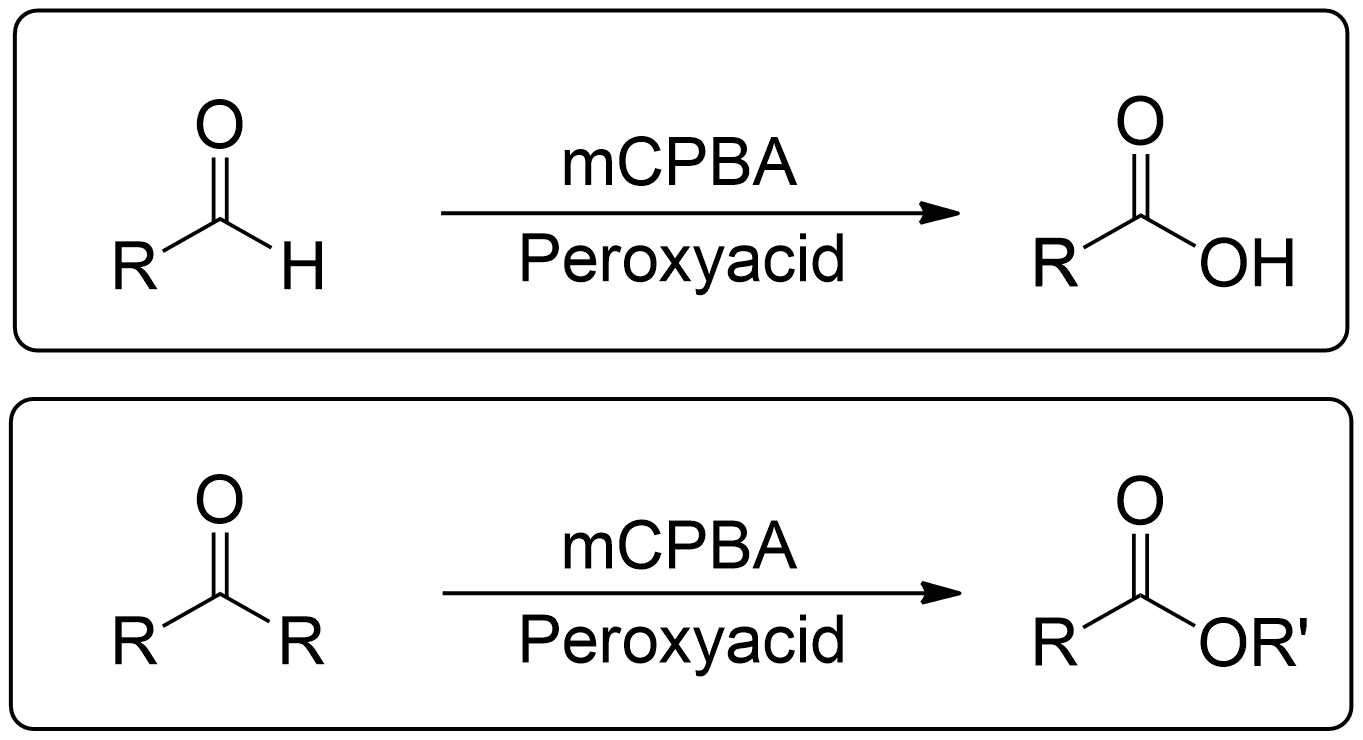 O
mCPBA
R H
Peroxyacid
O
R OH
O
mCPBA
R R
Peroxyacid
O
R OR'